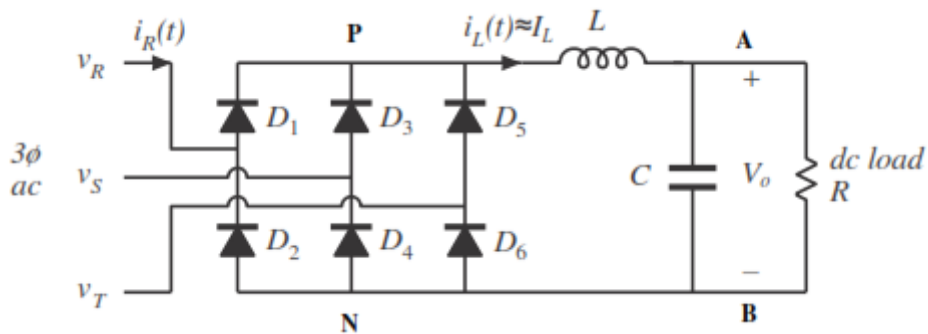 i_R(t) P i_L(t)≈I_L L A
v_R +
D_1 D_3 D_5
3ϕ v_S C V_o dc load
ac R
D_2 D_4 D_6
v_T −
N B